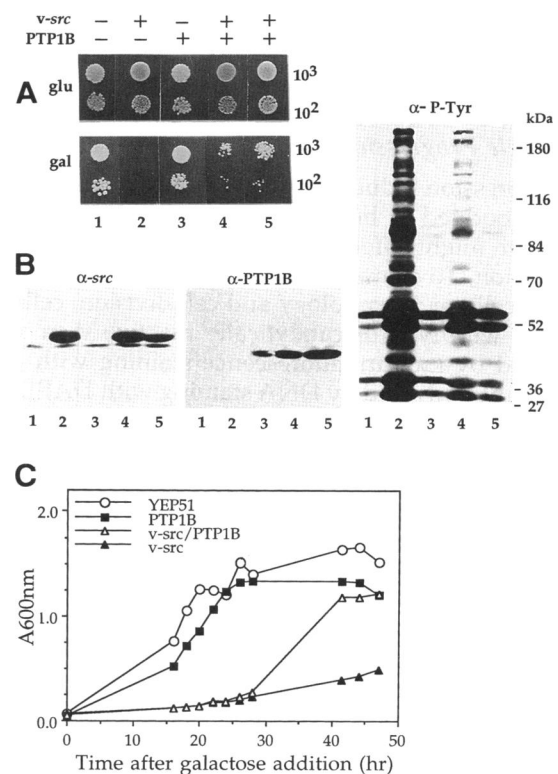 v-src − + − + +
PTP1B − − + + +
A
glu
10³
10²
gal
10³
10²
1 2 3 4 5
α- P-Tyr
kDa
180
116
84
70
52
36
27
1 2 3 4 5
B
α-src
1 2 3 4 5
α-PTP1B
1 2 3 4 5
C
YEP51
PTP1B
v-src/PTP1B
v-src
A600nm
2.0
1.0
0.0
0 10 20 30 40 50
Time after galactose addition (hr)